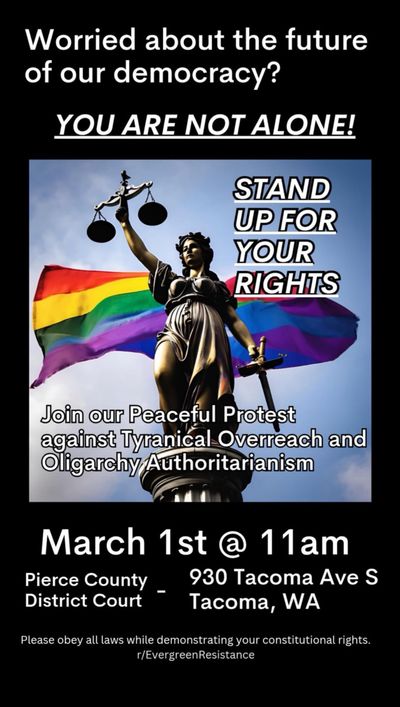 Worried about the future
of our democracy?
YOU ARE NOT ALONE!
STAND
UP FOR
YOUR
RIGHTS
Join our Peaceful Protest
against Tyranical Overreach and
Oligarchy Authoritarianism
March 1st @ 11am
Pierce County
District Court
-
930 Tacoma Ave S
Tacoma, WA
Please obey all laws while demonstrating your constitutional rights.
r/EvergreenResistance